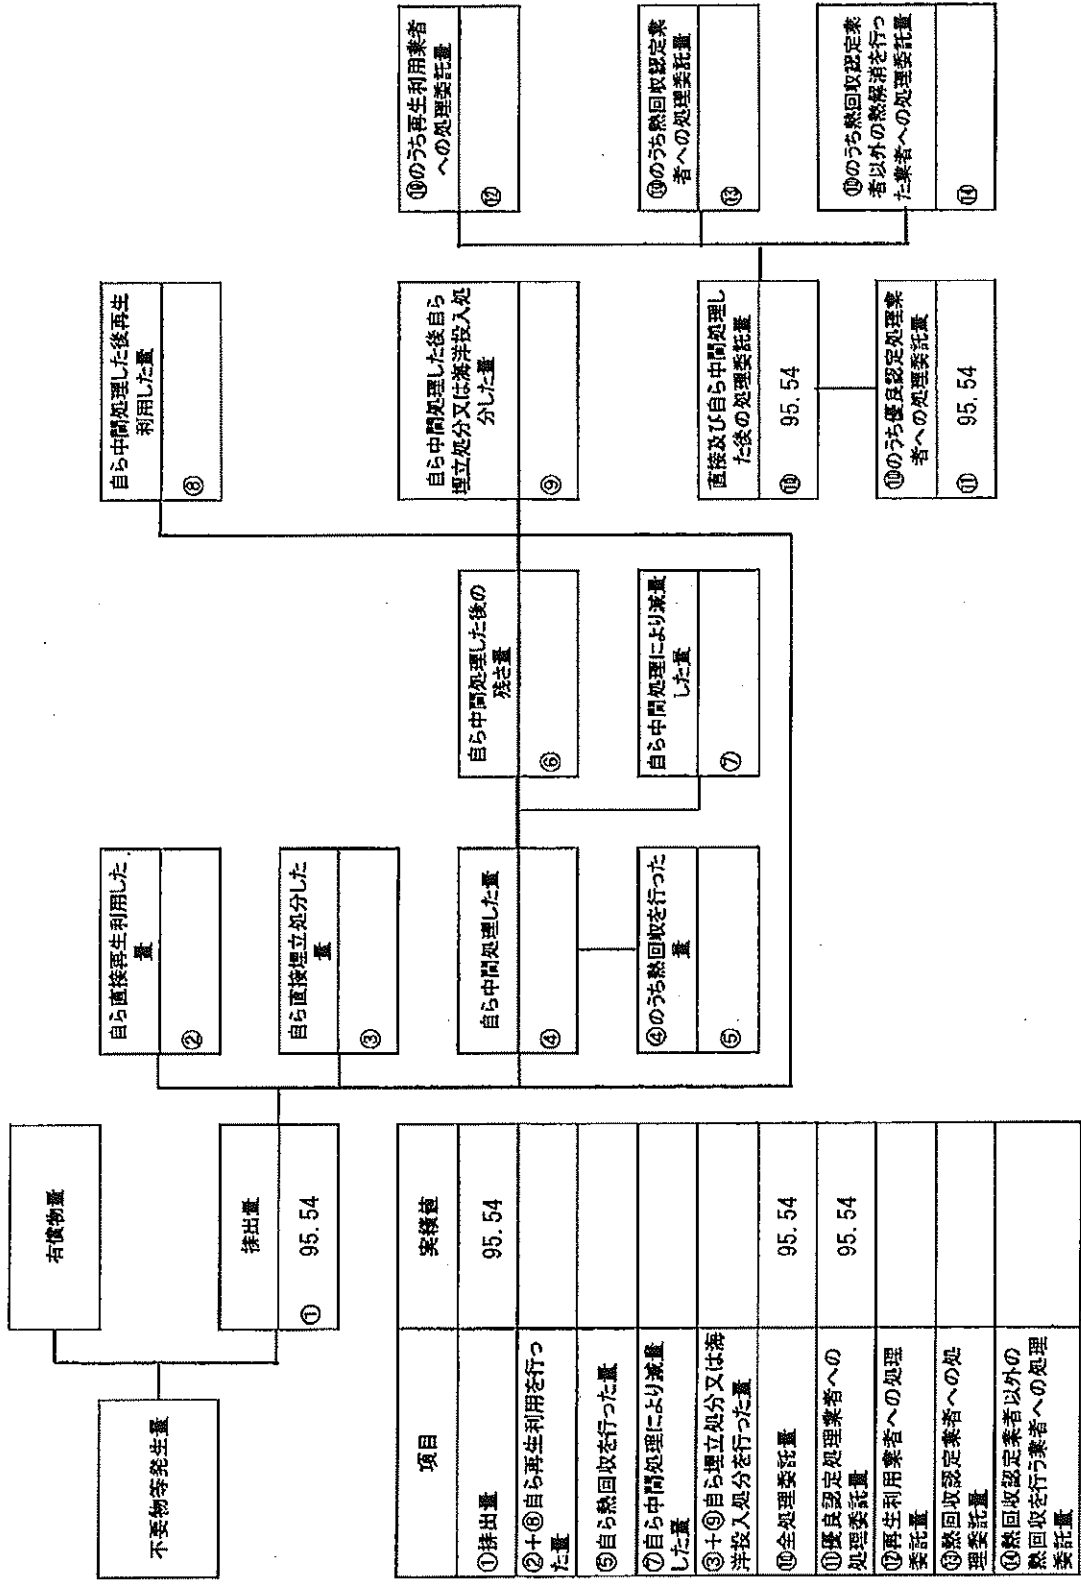 不要物等発生量
有償物量
排出量
① 95.54
自ら直接再生利用した
量
②
自ら直接埋立処分した
量
③
自ら中間処理した量
④
④のうち熱回収を行った
量
⑤
自ら中間処理した後の
残さ量
⑥
自ら中間処理により減量
した量
⑦
自ら中間処理した後再生
利用した量
⑧
自ら中間処理した後自ら
埋立処分又は海洋投入処
分した量
⑨
直接及び自ら中間処理し
た後の処理委託量
⑩ 95.54
⑩のうち優良認定処理業
者への処理委託量
⑪ 95.54
⑩のうち再生利用業者
への処理委託量
⑫
⑩のうち熱回収認定業
者への処理委託量
⑬
⑩のうち熱回収認定業
者以外の熱解消を行っ
た業者への処理委託量
⑭
項目 実績値
①排出量 95.54
②+⑧自ら再生利用を行っ
た量
⑤自ら熱回収を行った量
⑦自ら中間処理により減量
した量
③+⑨自ら埋立処分又は海
洋投入処分を行った量
⑩全処理委託量 95.54
⑪優良認定処理業者への
処理委託量 95.54
⑫再生利用業者への処理
委託量
⑬熱回収認定業者への処
理委託量
⑭熱回収認定業者以外の
熱回収を行う業者への処理
委託量